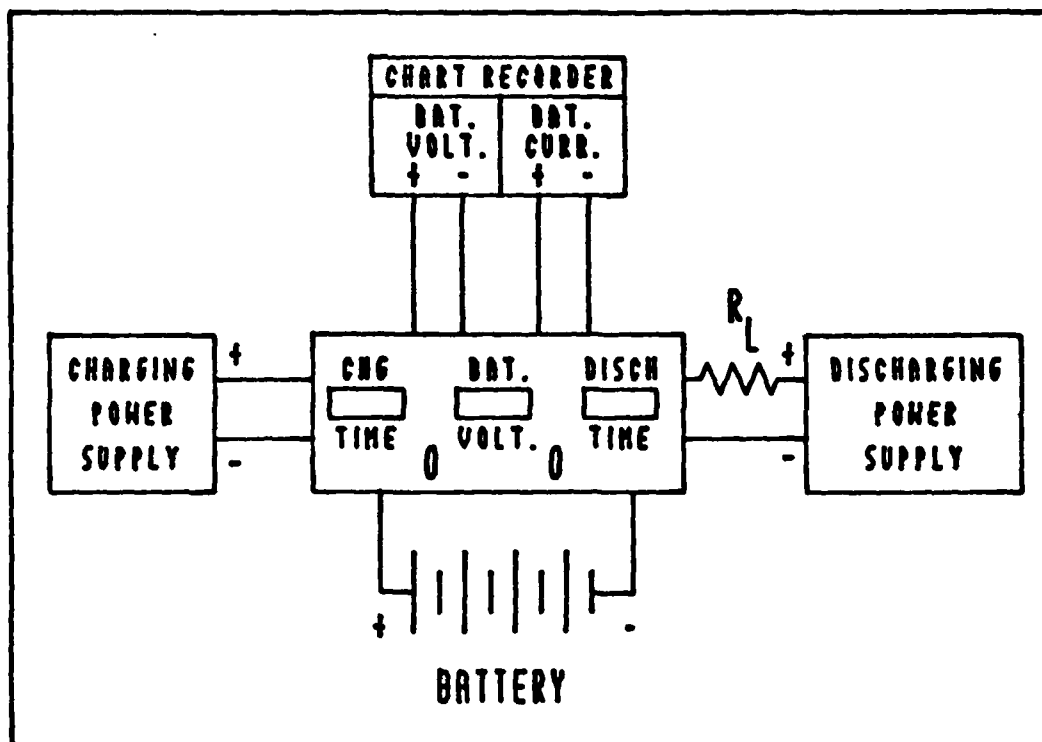 CHART RECORDER
BAT. BAT.
VOLT. CURR.
+ - + -
R L
+ CHG BAT. DISCH +
CHARGING DISCHARGING
POWER POWER
SUPPLY SUPPLY
- TIME VOLT. TIME -
0 0
+ -
BATTERY